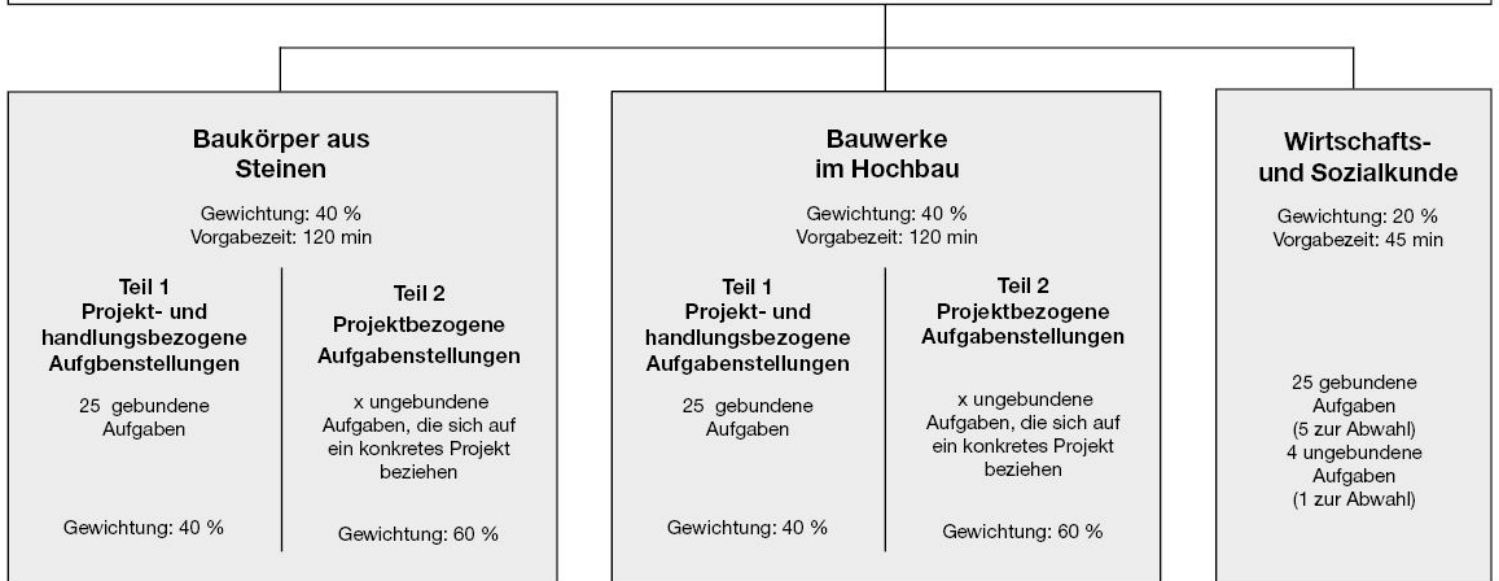 Baukörper aus
Steinen
Gewichtung: 40 %
Vorgabezeit: 120 min
Teil 1
Projekt- und
handlungsbezogene
Aufgbenstellungen
25 gebundene
Aufgaben
Gewichtung: 40 %
Teil 2
Projektbezogene
Aufgabenstellungen
x ungebundene
Aufgaben, die sich auf
ein konkretes Projekt
beziehen
Gewichtung: 60 %
Bauwerke
im Hochbau
Gewichtung: 40 %
Vorgabezeit: 120 min
Teil 1
Projekt- und
handlungsbezogene
Aufgabenstellungen
25 gebundene
Aufgaben
Gewichtung: 40 %
Teil 2
Projektbezogene
Aufgabenstellungen
x ungebundene
Aufgaben, die sich auf
ein konkretes Projekt
beziehen
Gewichtung: 60 %
Wirtschafts-
und Sozialkunde
Gewichtung: 20 %
Vorgabezeit: 45 min
25 gebundene
Aufgaben
(5 zur Abwahl)
4 ungebundene
Aufgaben
(1 zur Abwahl)